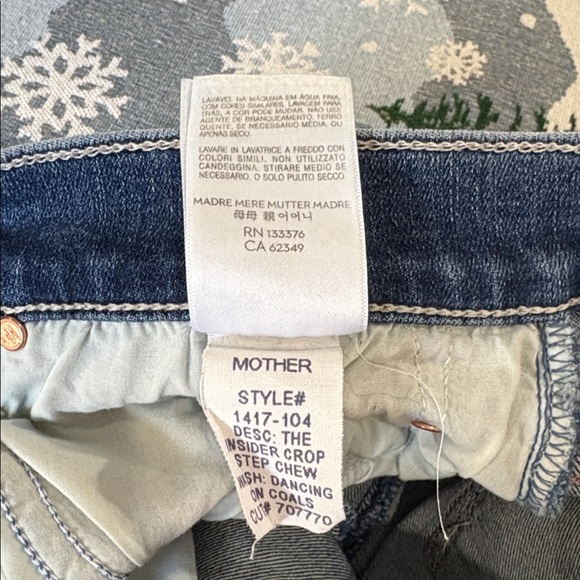 LAVÁVEL NA MÁQUINA EM ÁGUA FRIA,
COM CORES SIMILARES. LAVAGEM PARA
TRÁS, A COR PODE MUDAR. NÃO USE
AGENTE DE BRANQUEAMENTO. FERRO
QUENTE, SE NECESSÁRIO MÉDIA, OU
APENAS SECO.
LAVARE IN LAVATRICE A FREDDO CON
COLORI SIMILI. NON UTILIZZATO
CANDEGGINA. STIRARE MEDIO SE
NECESSARIO. O SOLO PULITO SECCO.
MADRE MERE MUTTER MADRE
母母 親 어머니
RN 133376
CA 62349
MOTHER
STYLE#
1417-104
DESC: THE
INSIDER CROP
STEP CHEW
DANCING
ON COALS
CUT# 707770